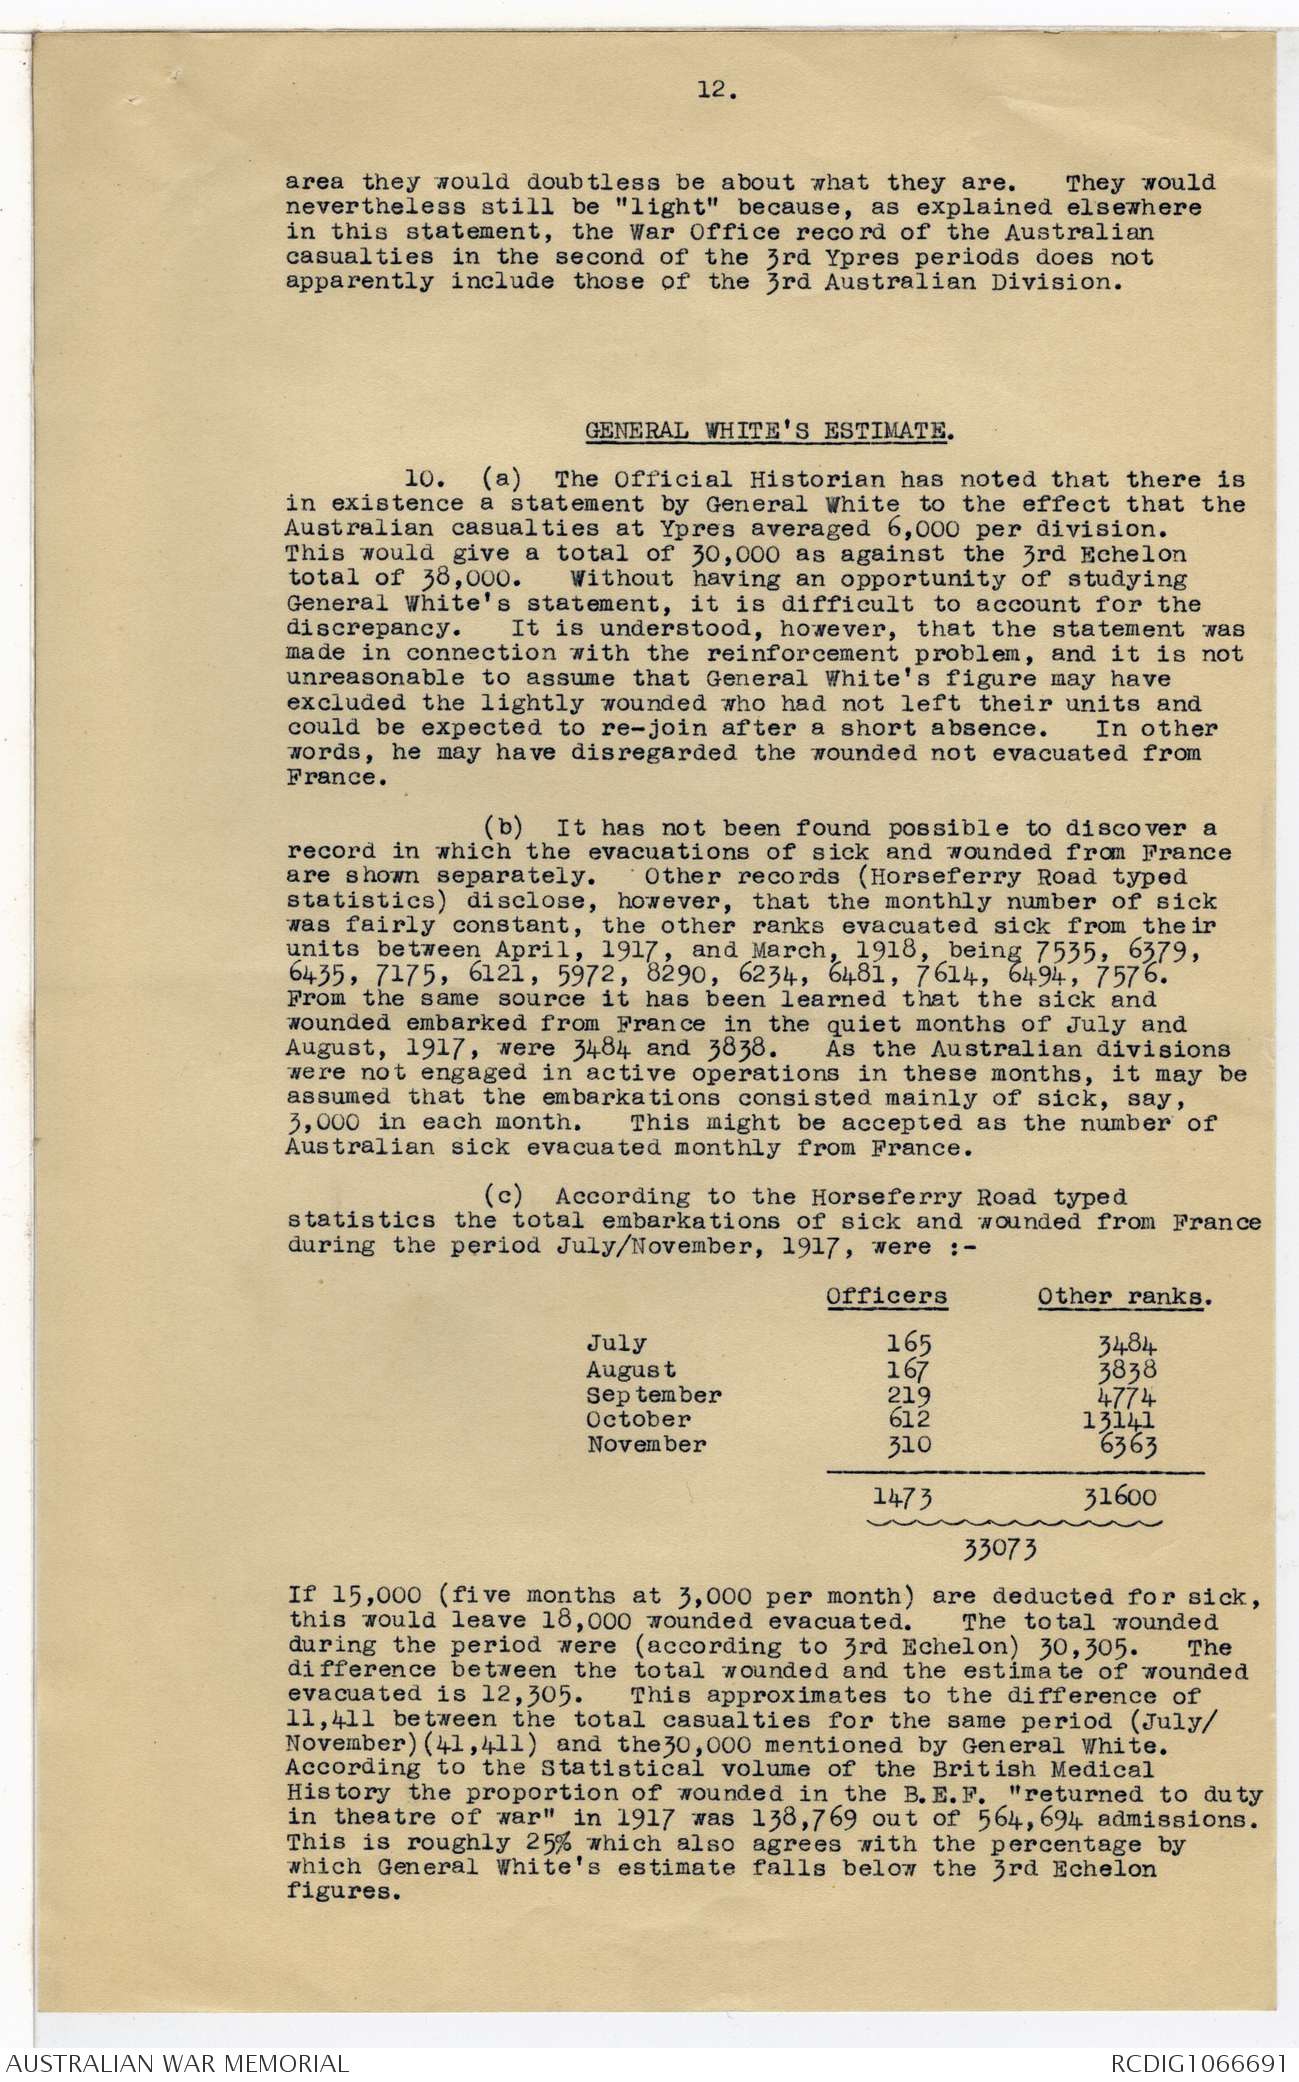 12.
area they would doubtless be about what they are. They would
nevertheless still be "light" because, as explained elsewhere
in this statement, the War Office record of the Australian
casualties in the second of the 3rd Ypres periods does not
apparently include those of the 3rd Australian Division.
GENERAL WHITE'S ESTIMATE.
10. (a) The Official Historian has noted that there is
in existence a statement by General White to the effect that the
Australian casualties at Ypres averaged 6,000 per division.
This would give a total of 30,000 as against the 3rd Echelon
total of 38,000. Without having an opportunity of studying
General White's statement, it is difficult to account for the
discrepancy. It is understood, however, that the statement was
made in connection with the reinforcement problem, and it is not
unreasonable to assume that General White's figure may have
excluded the lightly wounded who had not left their units and
could be expected to re-join after a short absence. In other
words, he may have disregarded the wounded not evacuated from
France.
(b) It has not been found possible to discover a
record in which the evacuations of sick and wounded from France
are shown separately. Other records (Horseferry Road typed
statistics) disclose, however, that the monthly number of sick
was fairly constant, the other ranks evacuated sick from their
units between April, 1917, and March, 1918, being 7535, 6379,
6435, 7175, 6121, 5972, 8290, 6234, 6481, 7614, 6494, 7576.
From the same source it has been learned that the sick and
wounded embarked from France in the quiet months of July and
August, 1917, were 3484 and 3838. As the Australian divisions
were not engaged in active operations in these months, it may be
assumed that the embarkations consisted mainly of sick, say,
3,000 in each month. This might be accepted as the number of
Australian sick evacuated monthly from France.
(c) According to the Horseferry Road typed
statistics the total embarkations of sick and wounded from France
during the period July/November, 1917, were :-
Officers Other ranks.
July 165 3484
August 167 3838
September 219 4774
October 612 13141
November 310 6363
1473 31600
33073
If 15,000 (five months at 3,000 per month) are deducted for sick,
this would leave 18,000 wounded evacuated. The total wounded
during the period were (according to 3rd Echelon) 30,305. The
difference between the total wounded and the estimate of wounded
evacuated is 12,305. This approximates to the difference of
11,411 between the total casualties for the same period (July/
November)(41,411) and the30,000 mentioned by General White.
According to the Statistical volume of the British Medical
History the proportion of wounded in the B.E.F. "returned to duty
in theatre of war" in 1917 was 138,769 out of 564,694 admissions.
This is roughly 25% which also agrees with the percentage by
which General White's estimate falls below the 3rd Echelon
figures.
AUSTRALIAN WAR MEMORIAL
RCDIG1066691